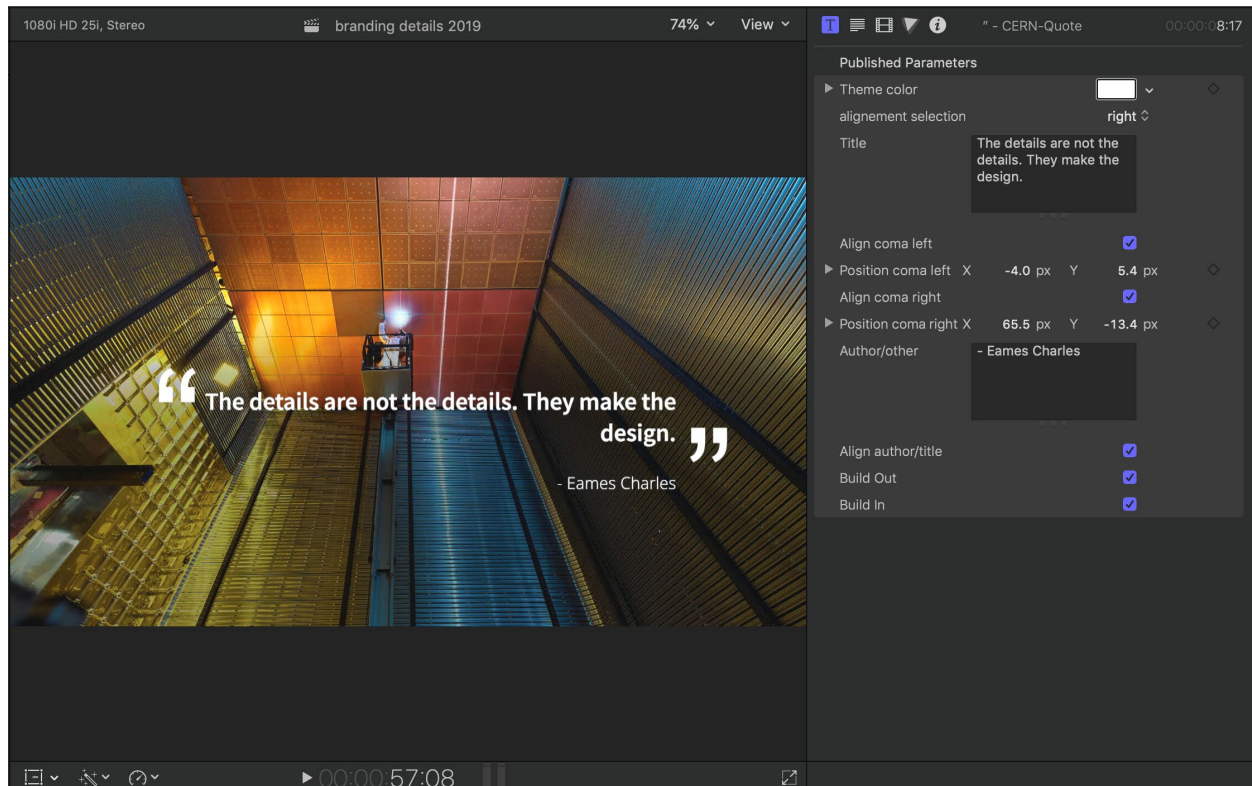 1080i HD 25i, Stereo
branding details 2019
74%
View
“
The details are not the details. They make the
design.
”
- Eames Charles
00:00:57:08
T
i
" - CERN-Quote
00:00:08:17
Published Parameters
Theme color
alignement selection right
Title
The details are not the
details. They make the
design.
Align coma left
Position coma left X -4.0 px Y 5.4 px
Align coma right
Position coma right X 65.5 px Y -13.4 px
Author/other - Eames Charles
Align author/title
Build Out
Build In